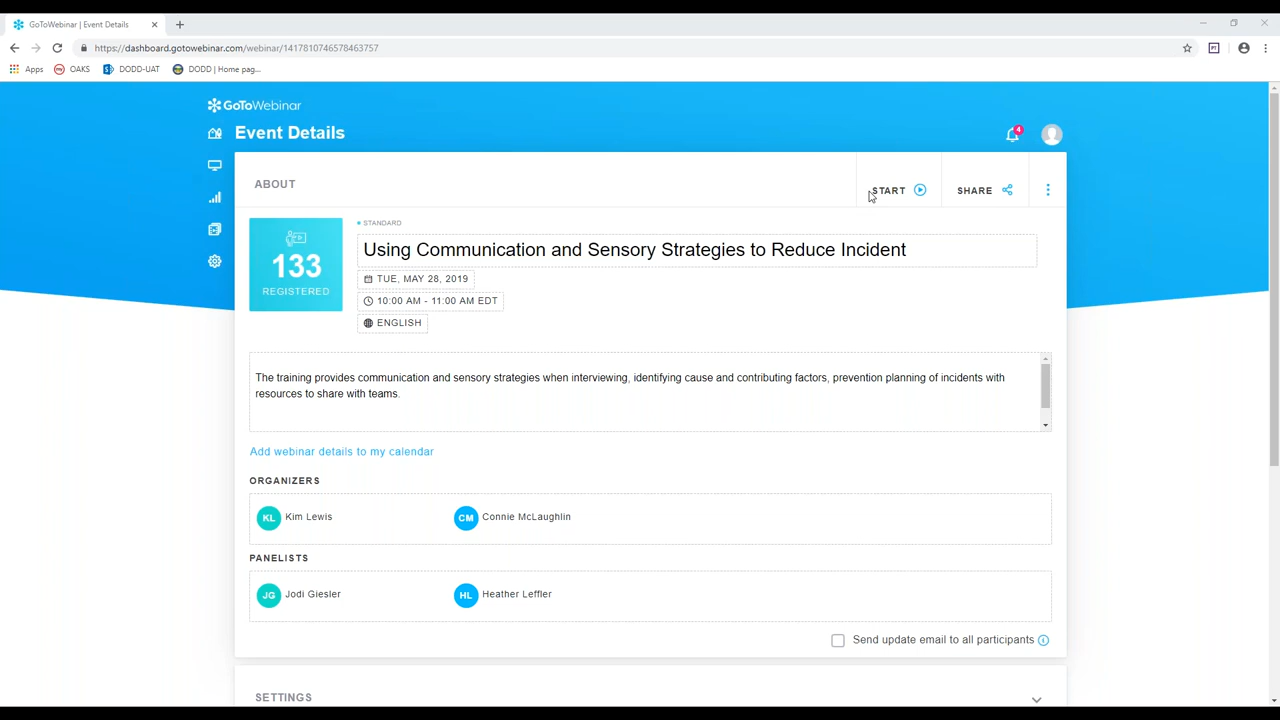 GoToWebinar | Event Details
https://dashboard.gotowebinar.com/webinar/1417810746578463757
Apps
my
OAKS
DODD-UAT
DODD | Home pag...
GoToWebinar
Event Details
4
ABOUT
START
SHARE
STANDARD
133
REGISTERED
Using Communication and Sensory Strategies to Reduce Incident
TUE, MAY 28, 2019
10:00 AM - 11:00 AM EDT
ENGLISH
The training provides communication and sensory strategies when interviewing, identifying cause and contributing factors, prevention planning of incidents with
resources to share with teams.
Add webinar details to my calendar
ORGANIZERS
KL Kim Lewis
CM Connie McLaughlin
PANELISTS
JG Jodi Giesler
HL Heather Leffler
Send update email to all participants
SETTINGS